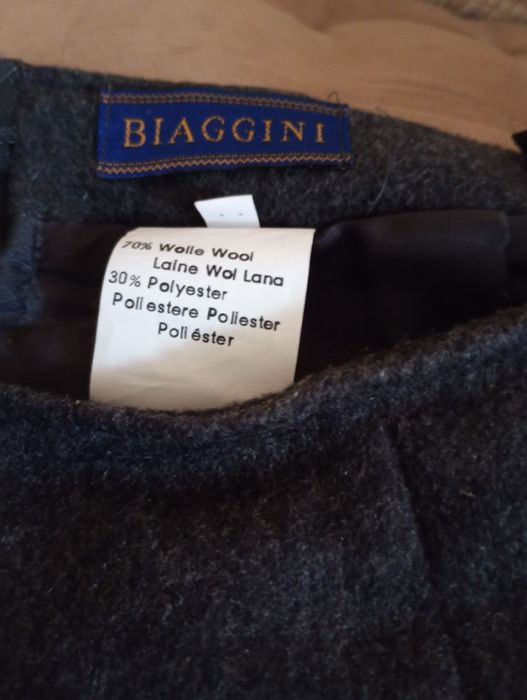 BIAGGINI
70% Wolle Wool
Laine Wol Lana
30% Polyester
Poliestere Poliester
Poliéster